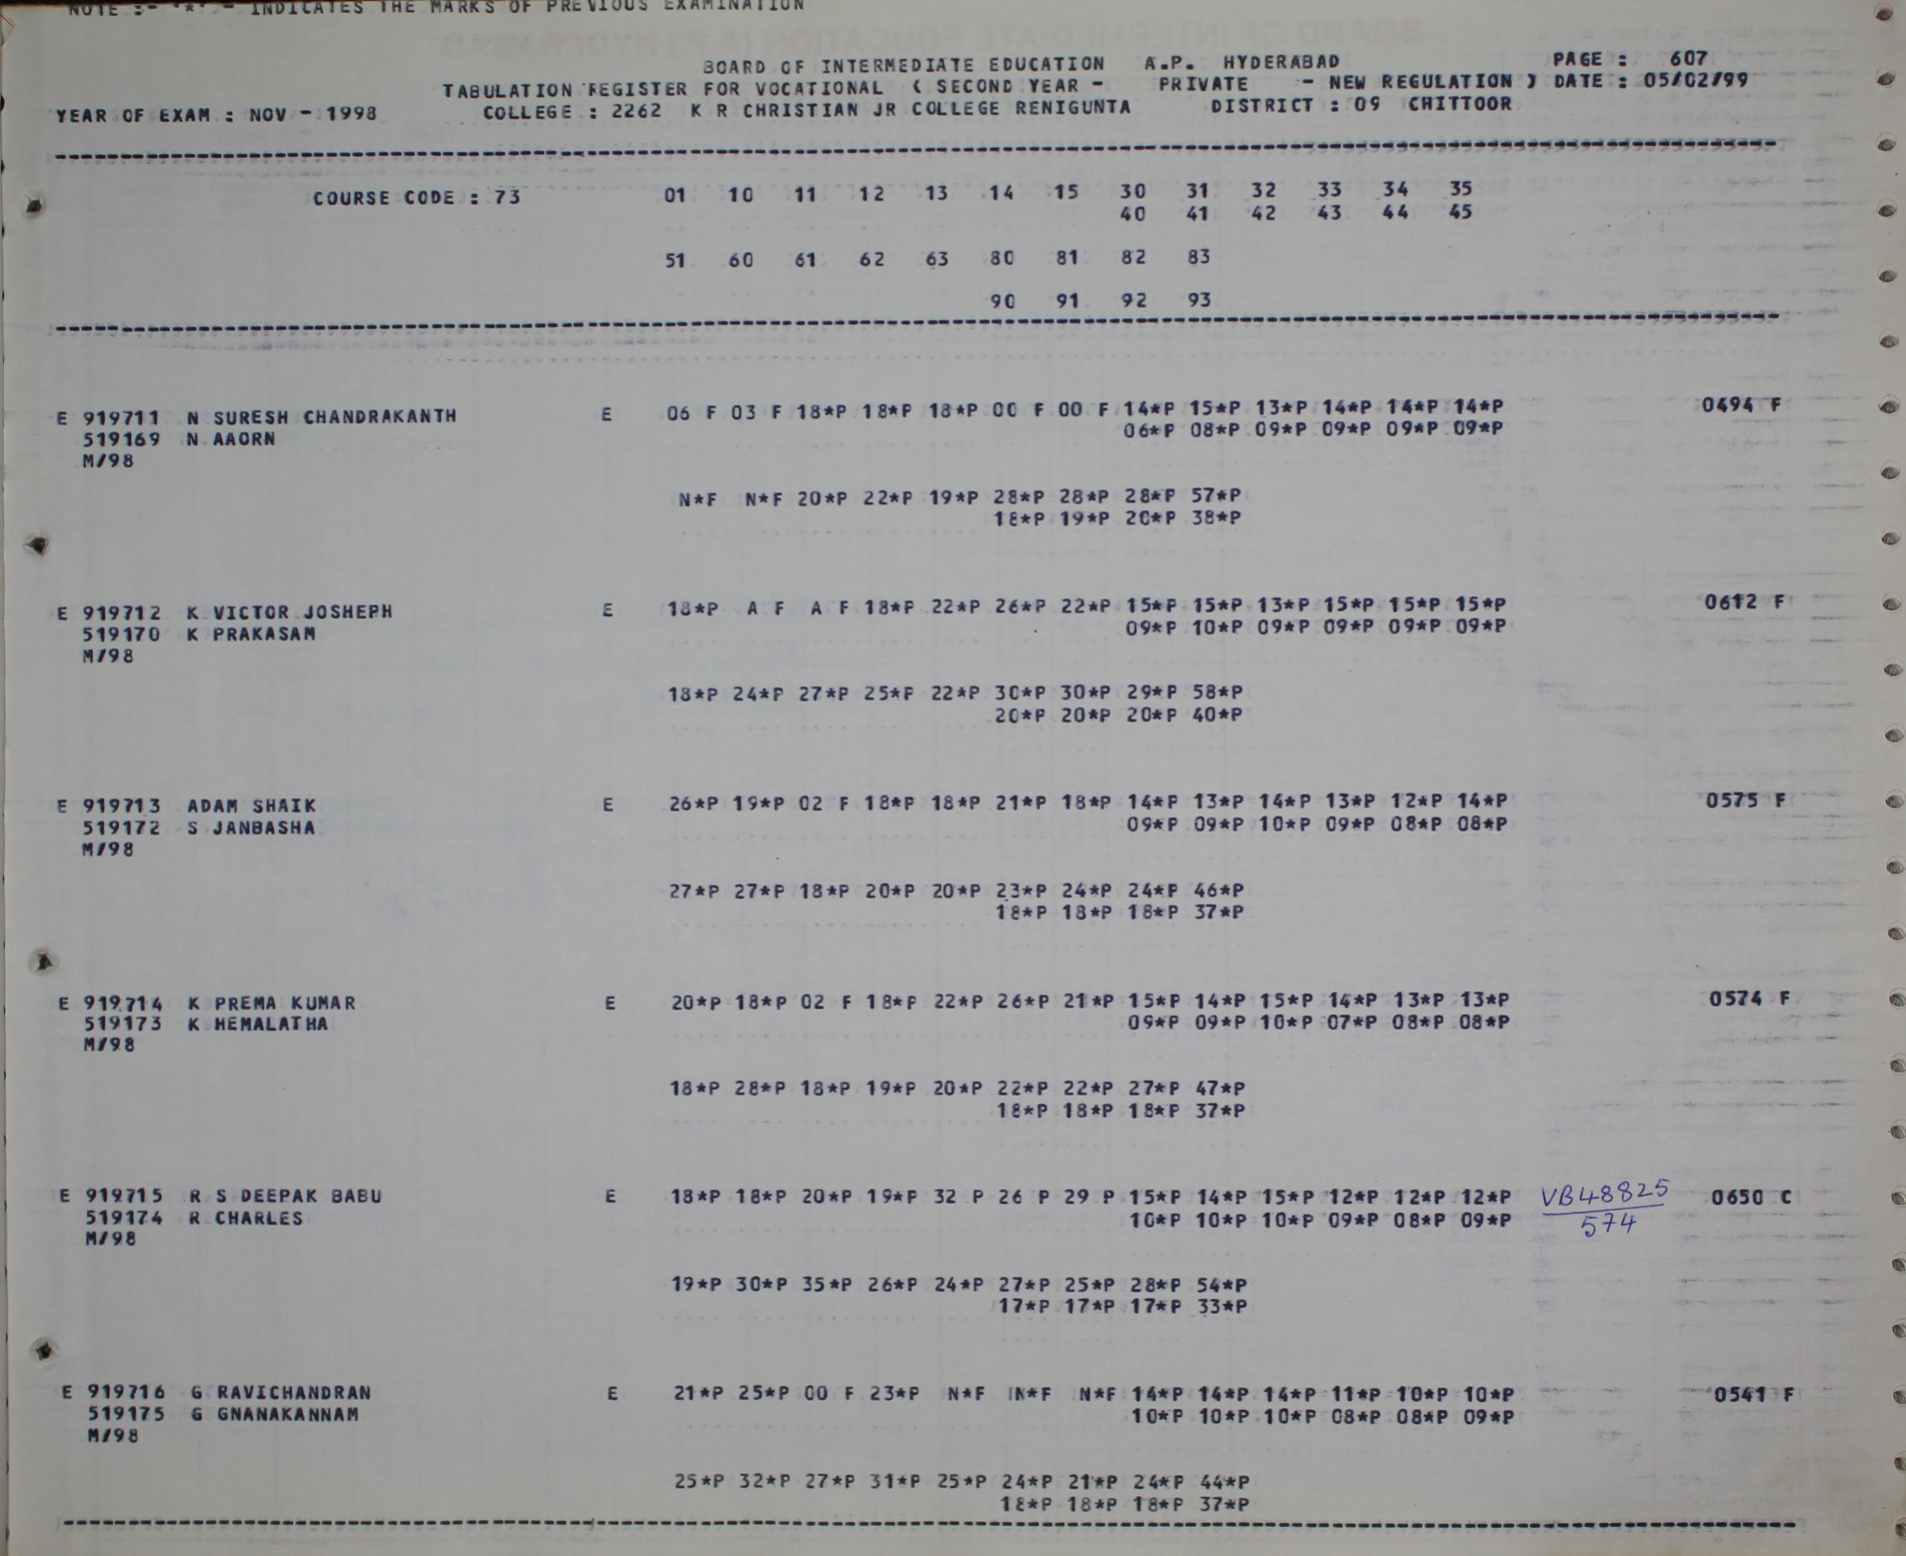 NOTE :- '*' - INDICATES THE MARKS OF PREVIOUS EXAMINATION
BOARD OF INTERMEDIATE EDUCATION A.P. HYDERABAD PAGE : 607
TABULATION REGISTER FOR VOCATIONAL ( SECOND YEAR - PRIVATE - NEW REGULATION ) DATE : 05/02/99
YEAR OF EXAM : NOV - 1998 COLLEGE : 2262 K R CHRISTIAN JR COLLEGE RENIGUNTA DISTRICT : 09 CHITTOOR
COURSE CODE : 73 01 10 11 12 13 14 15 30 31 32 33 34 35
40 41 42 43 44 45
51 60 61 62 63 80 81 82 83
90 91 92 93
E 919711 N SURESH CHANDRAKANTH E 06 F 03 F 18*P 18*P 18*P 00 F 00 F 14*P 15*P 13*P 14*P 14*P 14*P 0494 F
519169 N AAORN 06*P 08*P 09*P 09*P 09*P 09*P
M/98
N*F N*F 20*P 22*P 19*P 28*P 28*P 28*P 57*P
18*P 19*P 20*P 38*P
E 919712 K VICTOR JOSHEPH E 18*P A F A F 18*P 22*P 26*P 22*P 15*P 15*P 13*P 15*P 15*P 15*P 0612 F
519170 K PRAKASAM 09*P 10*P 09*P 09*P 09*P 09*P
M/98
18*P 24*P 27*P 25*P 22*P 30*P 30*P 29*P 58*P
20*P 20*P 20*P 40*P
E 919713 ADAM SHAIK E 26*P 19*P 02 F 18*P 18*P 21*P 18*P 14*P 13*P 14*P 13*P 12*P 14*P 0575 F
519172 S JANBASHA 09*P 09*P 10*P 09*P 08*P 08*P
M/98
27*P 27*P 18*P 20*P 20*P 23*P 24*P 24*P 46*P
18*P 18*P 18*P 37*P
E 919714 K PREMA KUMAR E 20*P 18*P 02 F 18*P 22*P 26*P 21*P 15*P 14*P 15*P 14*P 13*P 13*P 0574 F
519173 K HEMALATHA 09*P 09*P 10*P 07*P 08*P 08*P
M/98
18*P 28*P 18*P 19*P 20*P 22*P 22*P 27*P 47*P
18*P 18*P 18*P 37*P
E 919715 R S DEEPAK BABU E 18*P 18*P 20*P 19*P 32 P 26 P 29 P 15*P 14*P 15*P 12*P 12*P 12*P VB48825 0650 C
519174 R CHARLES 10*P 10*P 10*P 09*P 08*P 09*P 574
M/98
19*P 30*P 35*P 26*P 24*P 27*P 25*P 28*P 54*P
17*P 17*P 17*P 33*P
E 919716 G RAVICHANDRAN E 21*P 25*P 00 F 23*P N*F N*F N*F 14*P 14*P 14*P 11*P 10*P 10*P 0541 F
519175 G GNANAKANNAM 10*P 10*P 10*P 08*P 08*P 09*P
M/98
25*P 32*P 27*P 31*P 25*P 24*P 21*P 24*P 44*P
18*P 18*P 18*P 37*P